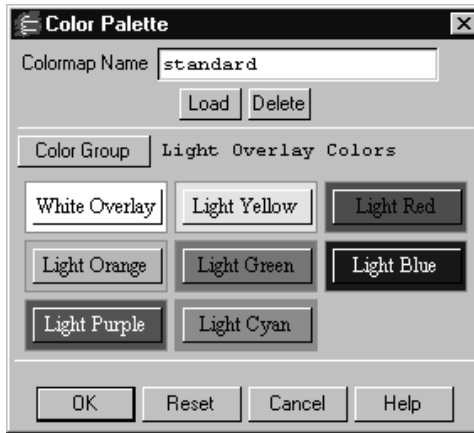 Color Palette
Colormap Name standard
Load Delete
Color Group Light Overlay Colors
White Overlay Light Yellow Light Red
Light Orange Light Green Light Blue
Light Purple Light Cyan
OK Reset Cancel Help